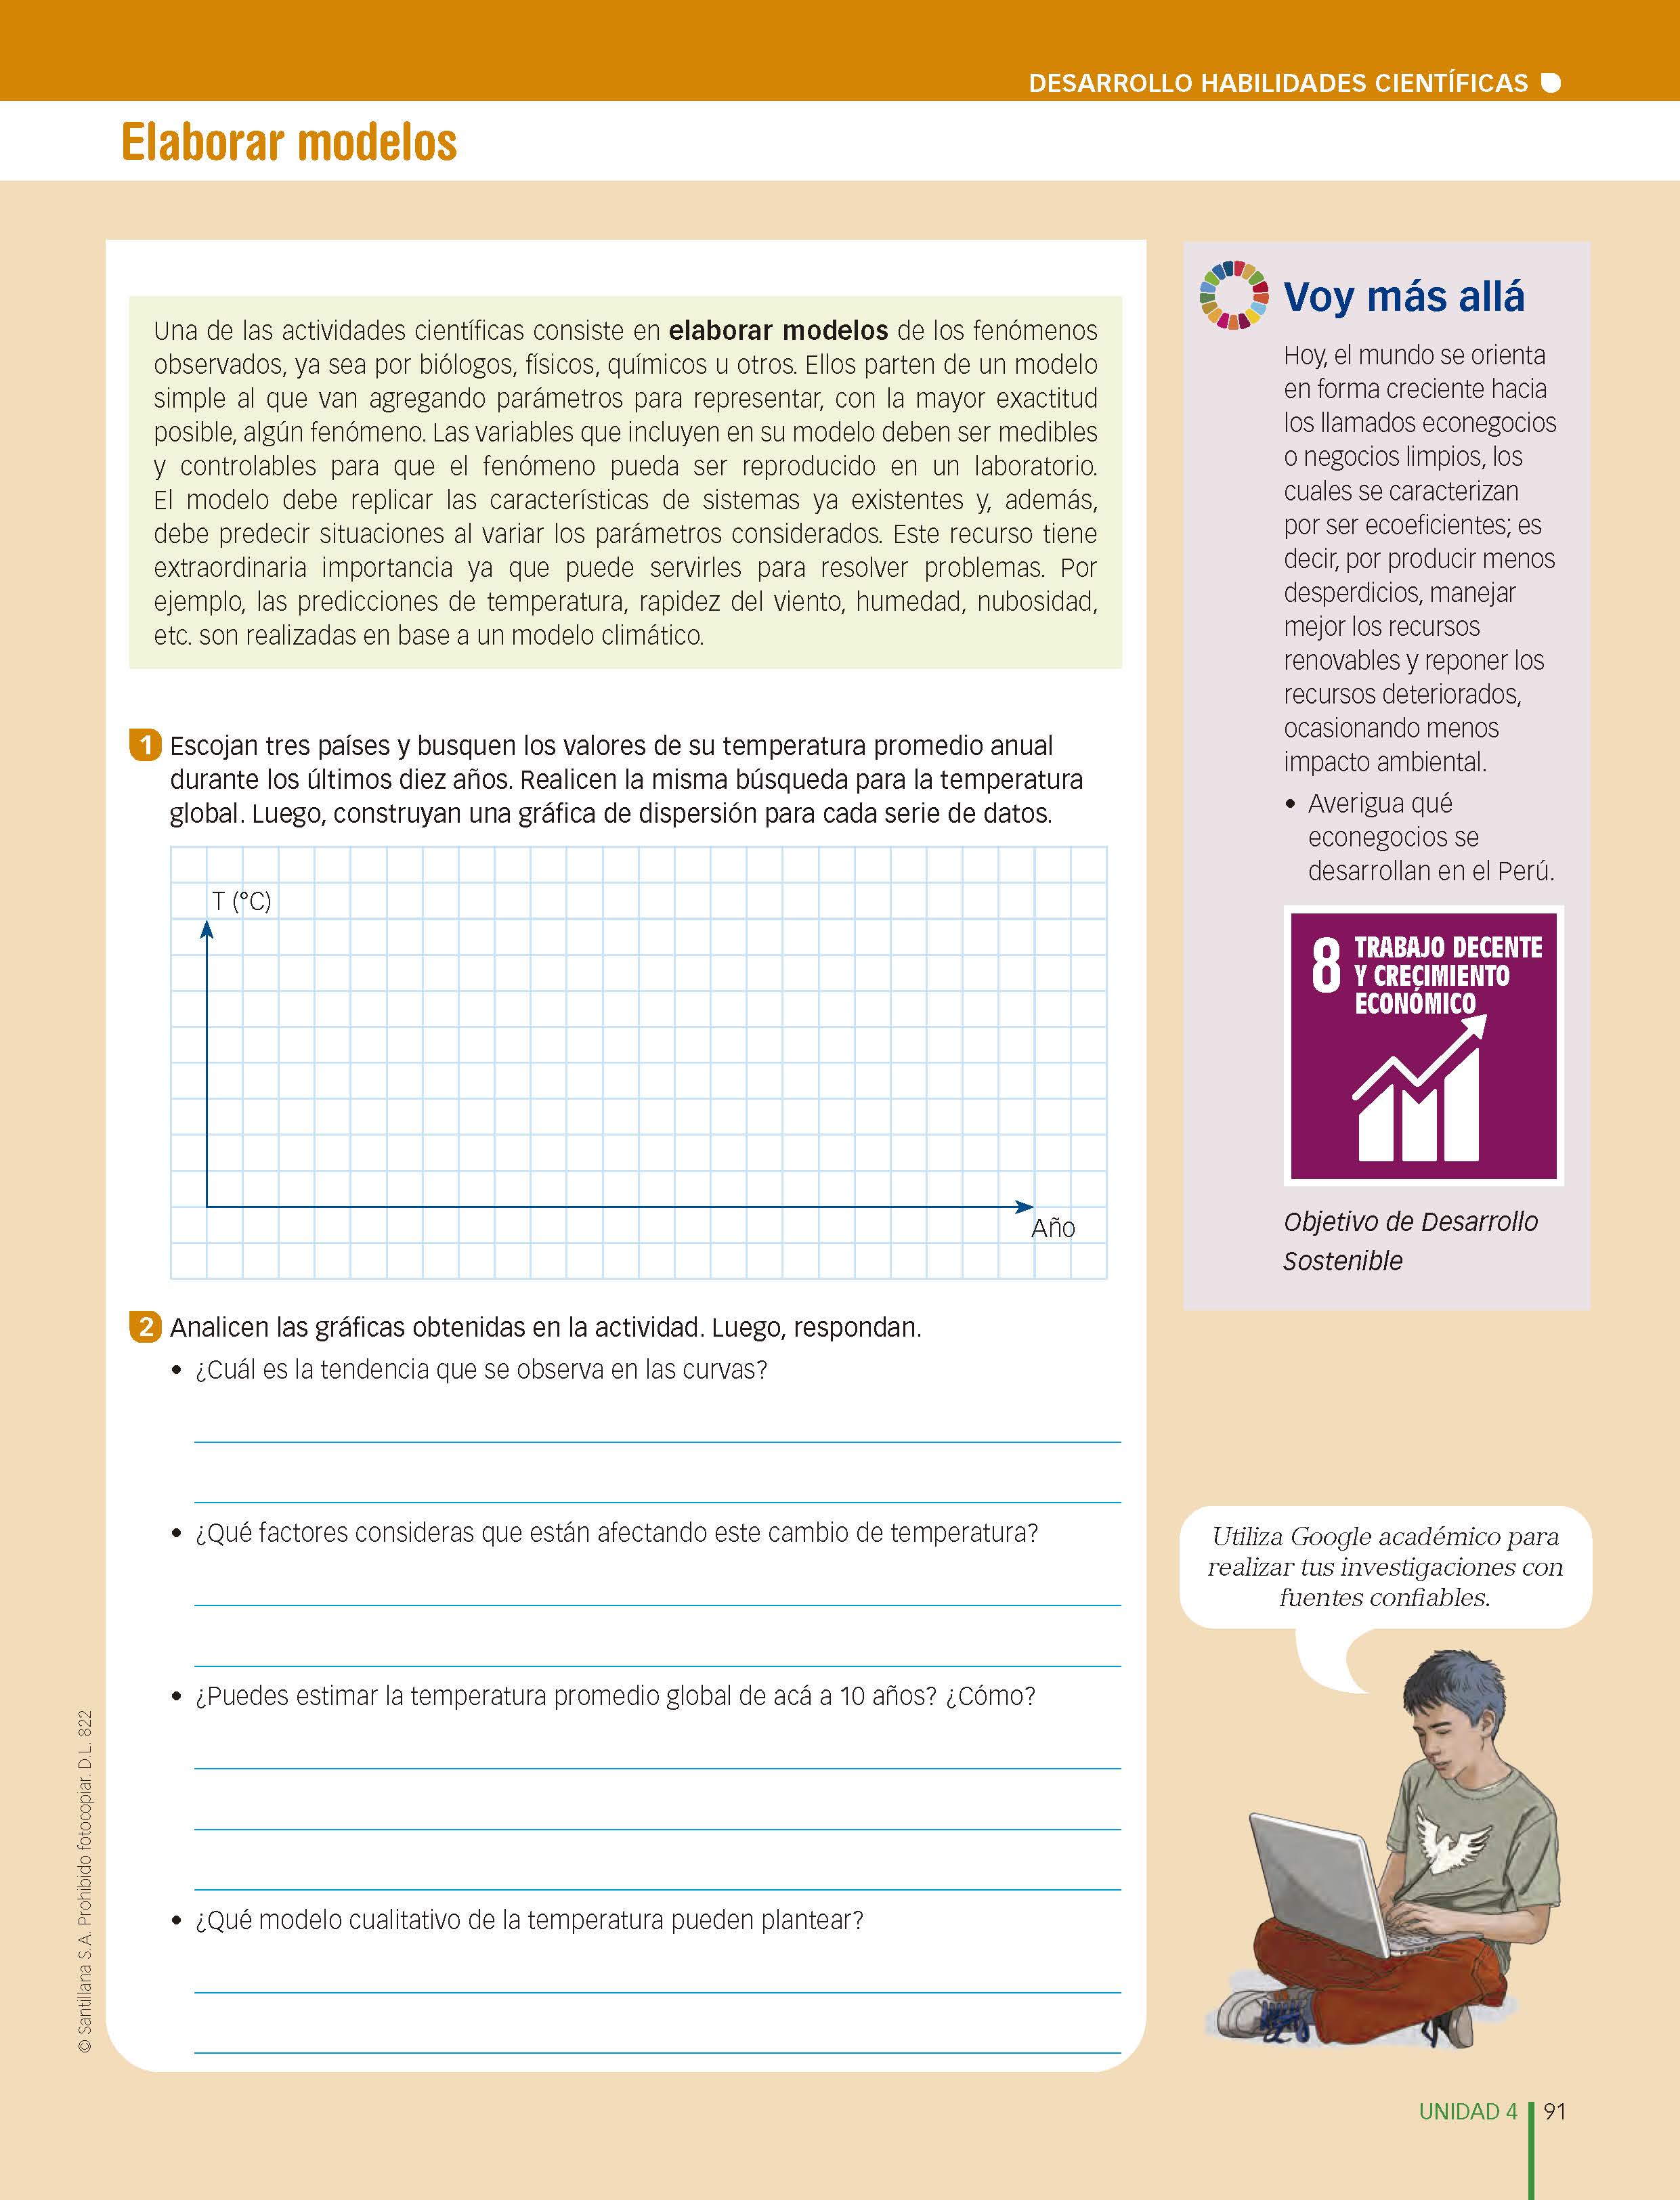 DESARROLLO HABILIDADES CIENTÍFICAS
Elaborar modelos
Una de las actividades científicas consiste en elaborar modelos de los fenómenos
observados, ya sea por biólogos, físicos, químicos u otros. Ellos parten de un modelo
simple al que van agregando parámetros para representar, con la mayor exactitud
posible, algún fenómeno. Las variables que incluyen en su modelo deben ser medibles
y controlables para que el fenómeno pueda ser reproducido en un laboratorio.
El modelo debe replicar las características de sistemas ya existentes y, además,
debe predecir situaciones al variar los parámetros considerados. Este recurso tiene
extraordinaria importancia ya que puede servirles para resolver problemas. Por
ejemplo, las predicciones de temperatura, rapidez del viento, humedad, nubosidad,
etc. son realizadas en base a un modelo climático.
1 Escojan tres países y busquen los valores de su temperatura promedio anual
durante los últimos diez años. Realicen la misma búsqueda para la temperatura
global. Luego, construyan una gráfica de dispersión para cada serie de datos.
T (°C)
Año
2 Analicen las gráficas obtenidas en la actividad. Luego, respondan.
• ¿Cuál es la tendencia que se observa en las curvas?
• ¿Qué factores consideras que están afectando este cambio de temperatura?
• ¿Puedes estimar la temperatura promedio global de acá a 10 años? ¿Cómo?
• ¿Qué modelo cualitativo de la temperatura pueden plantear?
Voy más allá
Hoy, el mundo se orienta
en forma creciente hacia
los llamados econegocios
o negocios limpios, los
cuales se caracterizan
por ser ecoeficientes; es
decir, por producir menos
desperdicios, manejar
mejor los recursos
renovables y reponer los
recursos deteriorados,
ocasionando menos
impacto ambiental.
• Averigua qué
econegocios se
desarrollan en el Perú.
8 TRABAJO DECENTE
Y CRECIMIENTO
ECONÓMICO
Objetivo de Desarrollo
Sostenible
Utiliza Google académico para
realizar tus investigaciones con
fuentes confiables.
© Santillana S.A. Prohibido fotocopiar. D.L. 822
UNIDAD 4 91